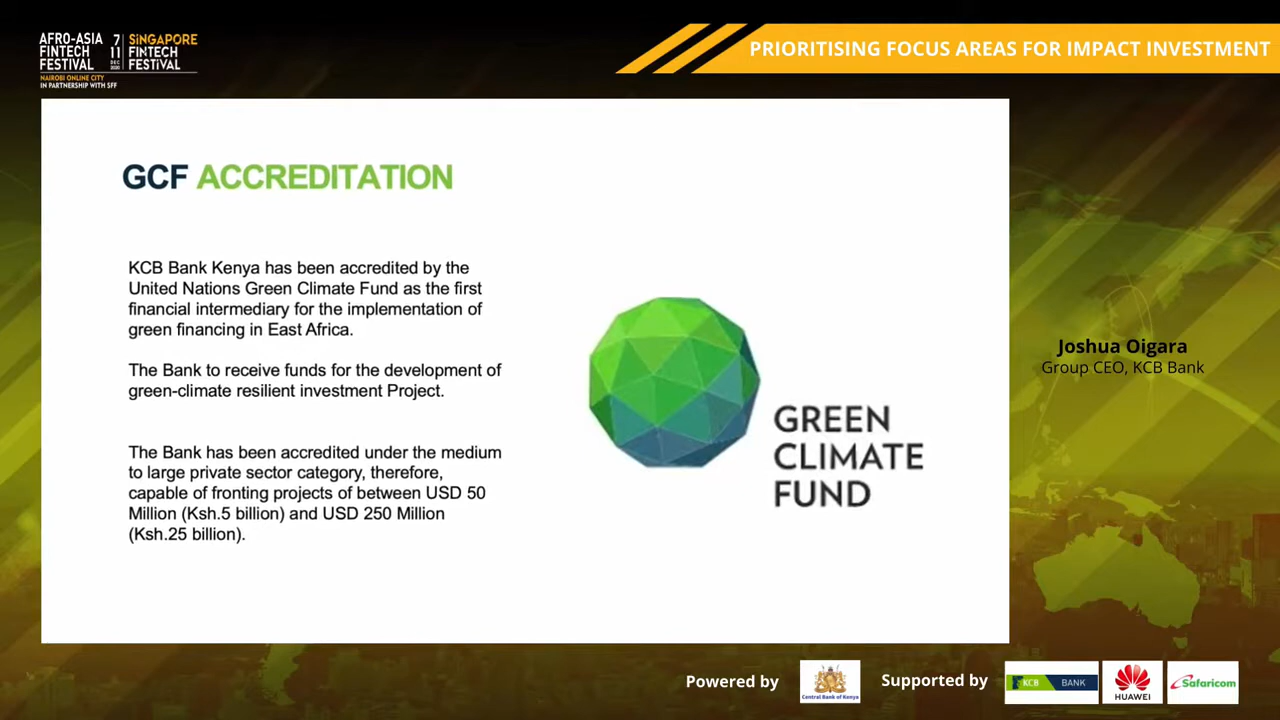 AFRO-ASIA
FINTECH
FESTIVAL
7
11
DEC
2020
SINGAPORE
FINTECH
FESTIVAL
NAIROBI ONLINE CITY
IN PARTNERSHIP WITH SFF
PRIORITISING FOCUS AREAS FOR IMPACT INVESTMENT
GCF ACCREDITATION
KCB Bank Kenya has been accredited by the
United Nations Green Climate Fund as the first
financial intermediary for the implementation of
green financing in East Africa.
The Bank to receive funds for the development of
green-climate resilient investment Project.
The Bank has been accredited under the medium
to large private sector category, therefore,
capable of fronting projects of between USD 50
Million (Ksh.5 billion) and USD 250 Million
(Ksh.25 billion).
GREEN
CLIMATE
FUND
Joshua Oigara
Group CEO, KCB Bank
Powered by
Central Bank of Kenya
Supported by
KCB BANK
HUAWEI
Safaricom